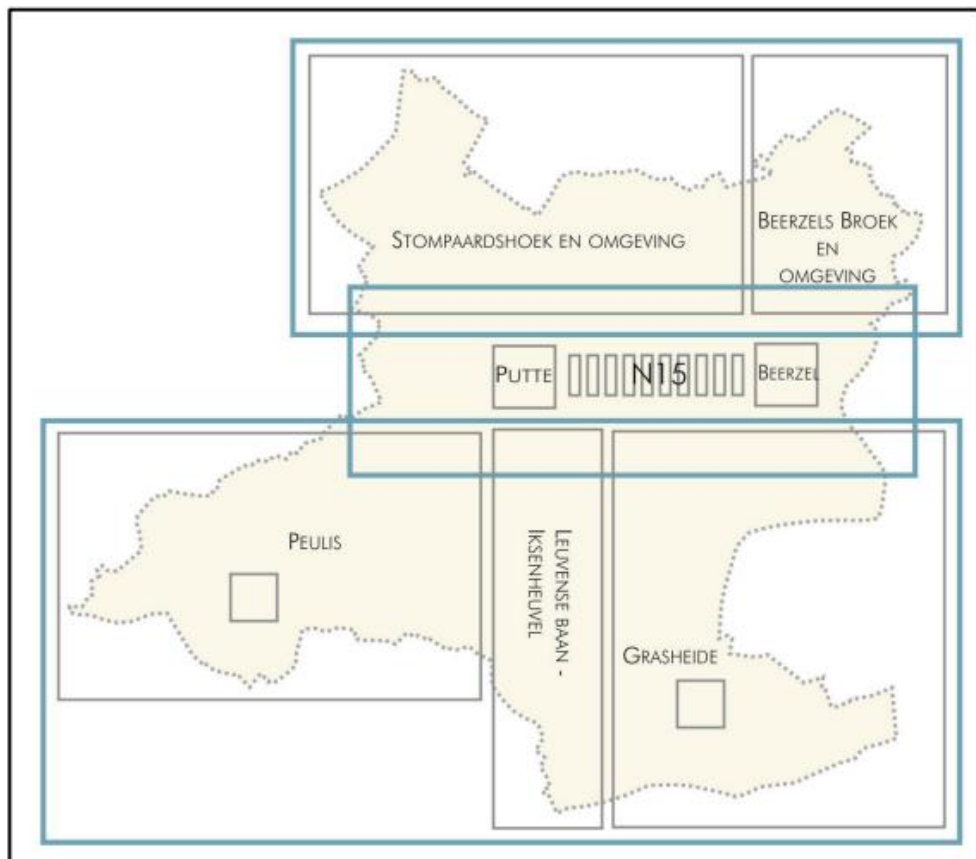 STOMPAARDSHOEK EN OMGEVING
BEERZELS BROEK
EN
OMGEVING
PUTTE
N15
BEERZEL
PEULIS
LEUVENSE BAAN -
IKSENHEUVEL
GRASHEIDE